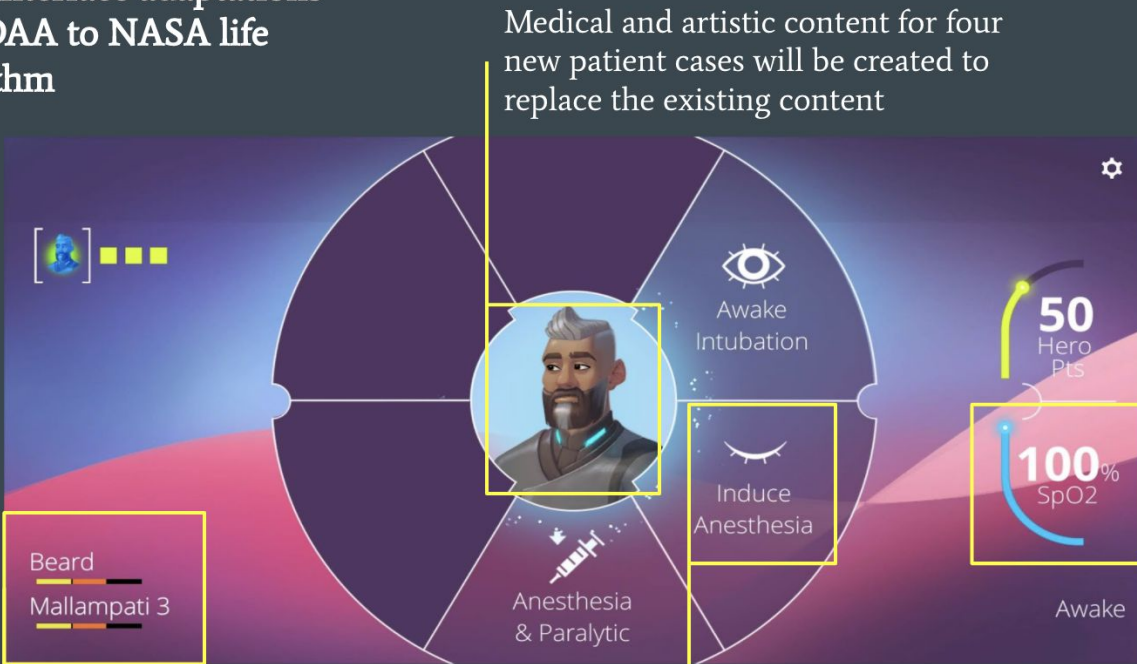 DAA to NASA life
Medical and artistic content for four
new patient cases will be created to
replace the existing content
Awake
Intubation
50
Hero
Pts
Induce
Anesthesia
100%
SpO2
Beard
Mallampati 3
Anesthesia
& Paralytic
Awake